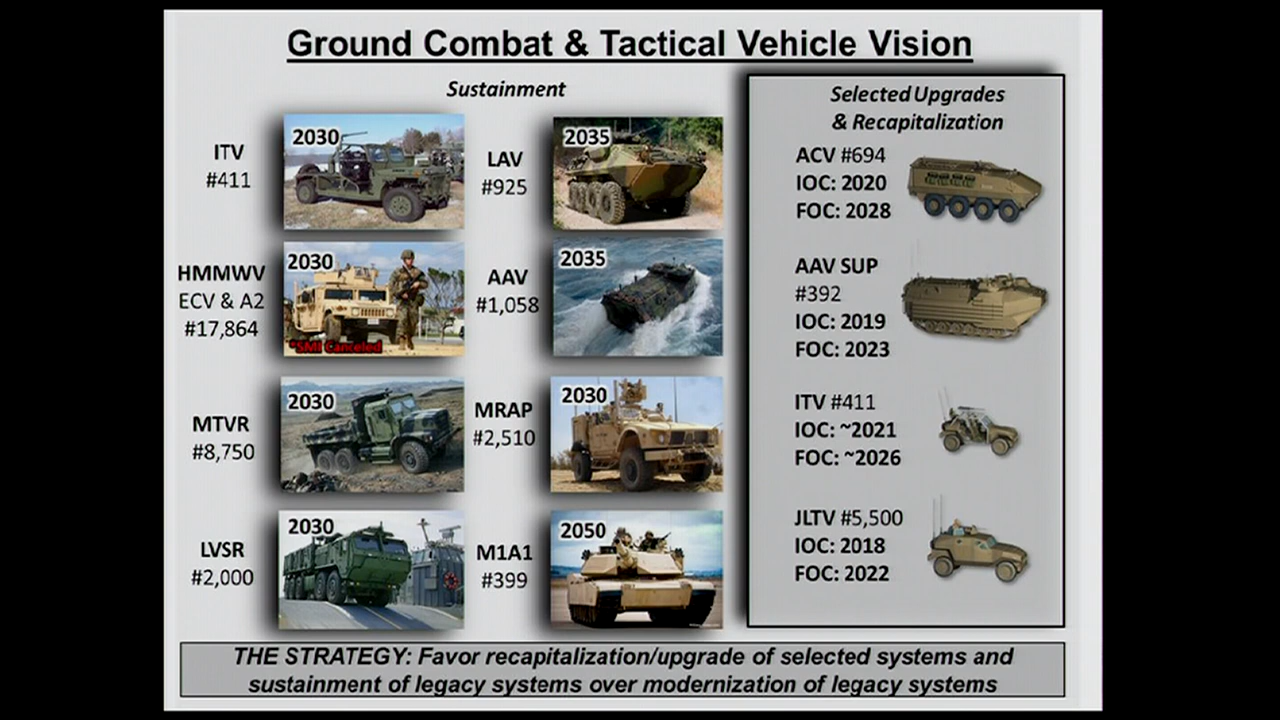 Ground Combat & Tactical Vehicle Vision
Sustainment
ITV
#411
2030
LAV
#925
2035
HMMWV
ECV & A2
#17,864
2030
*SMI Canceled
AAV
#1,058
2035
MTVR
#8,750
2030
MRAP
#2,510
2030
LVSR
#2,000
2030
M1A1
#399
2050
Selected Upgrades
& Recapitalization
ACV #694
IOC: 2020
FOC: 2028
AAV SUP
#392
IOC: 2019
FOC: 2023
ITV #411
IOC: ~2021
FOC: ~2026
JLTV #5,500
IOC: 2018
FOC: 2022
THE STRATEGY: Favor recapitalization/upgrade of selected systems and
sustainment of legacy systems over modernization of legacy systems